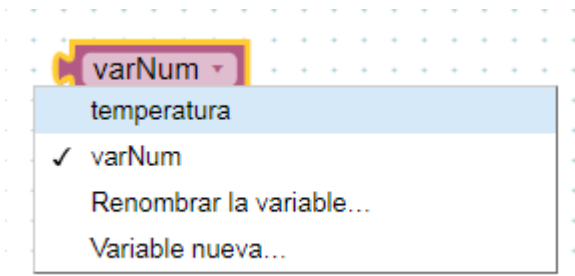 varNum
temperatura
✓ varNum
Renombrar la variable...
Variable nueva...